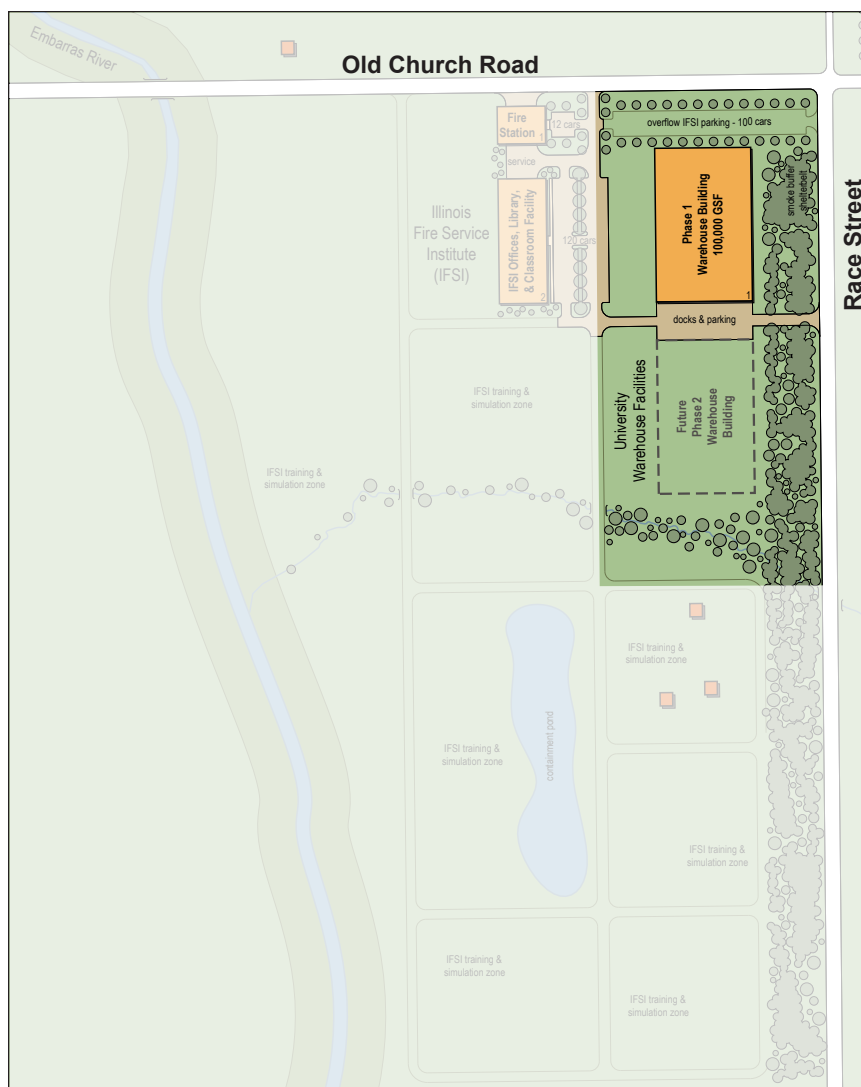 Embarras River
Old Church Road
Race Street
Fire
Station
1
12 cars
service
overflow IFSI parking - 100 cars
smoke buffer
shelterbelt
Phase 1
Warehouse Building
100,000 GSF
1
Illinois
Fire Service
Institute
(IFSI)
IFSI Offices, Library,
& Classroom Facility
2
120 cars
docks & parking
University
Warehouse Facilities
Future
Phase 2
Warehouse
Building
IFSI training &
simulation zone
IFSI training &
simulation zone
IFSI training &
simulation zone
containment pond
IFSI training &
simulation zone
IFSI training &
simulation zone
IFSI training &
simulation zone
IFSI training &
simulation zone